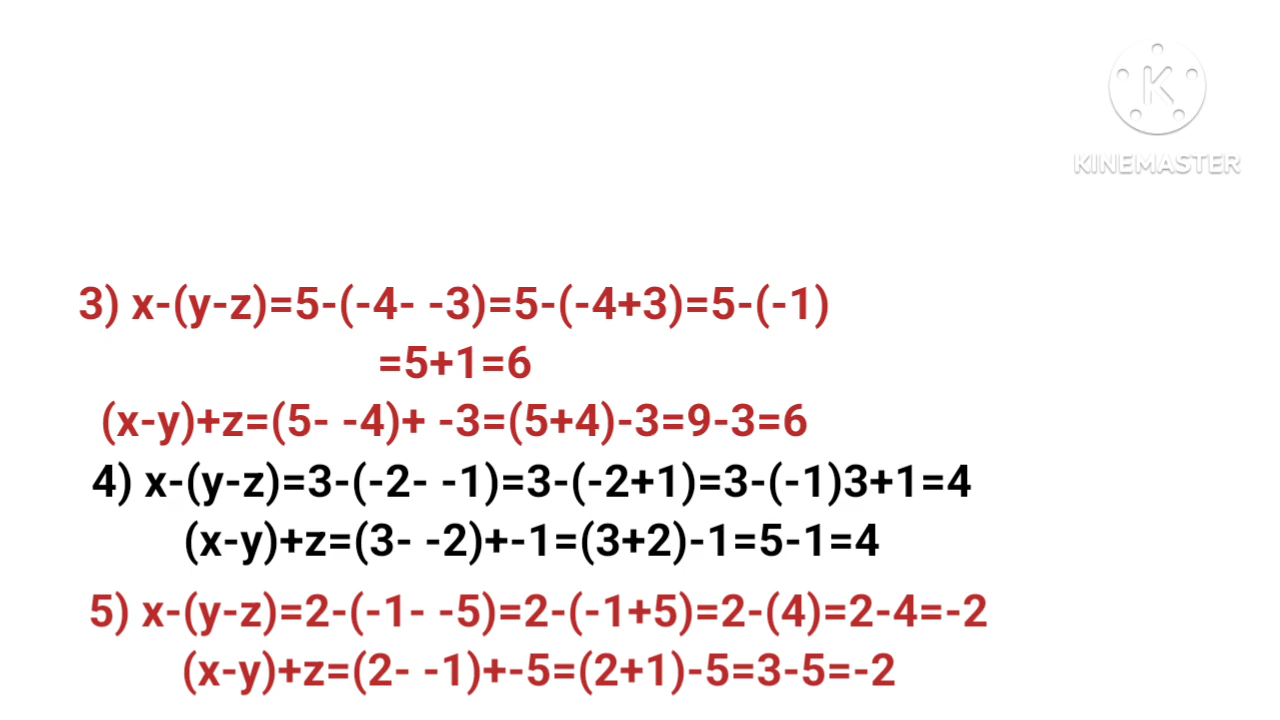 K
KINEMASTER
3) x-(y-z)=5-(-4- -3)=5-(-4+3)=5-(-1)
=5+1=6
(x-y)+z=(5- -4)+ -3=(5+4)-3=9-3=6
4) x-(y-z)=3-(-2- -1)=3-(-2+1)=3-(-1)3+1=4
(x-y)+z=(3- -2)+-1=(3+2)-1=5-1=4
5) x-(y-z)=2-(-1- -5)=2-(-1+5)=2-(4)=2-4=-2
(x-y)+z=(2- -1)+-5=(2+1)-5=3-5=-2